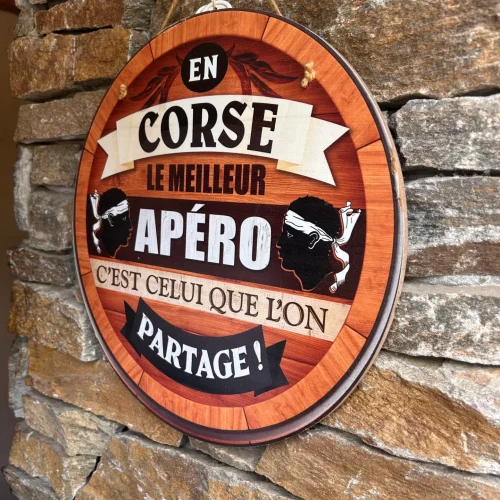 EN
CORSE
LE MEILLEUR
APÉRO
C'EST CELUI QUE L'ON
PARTAGE !